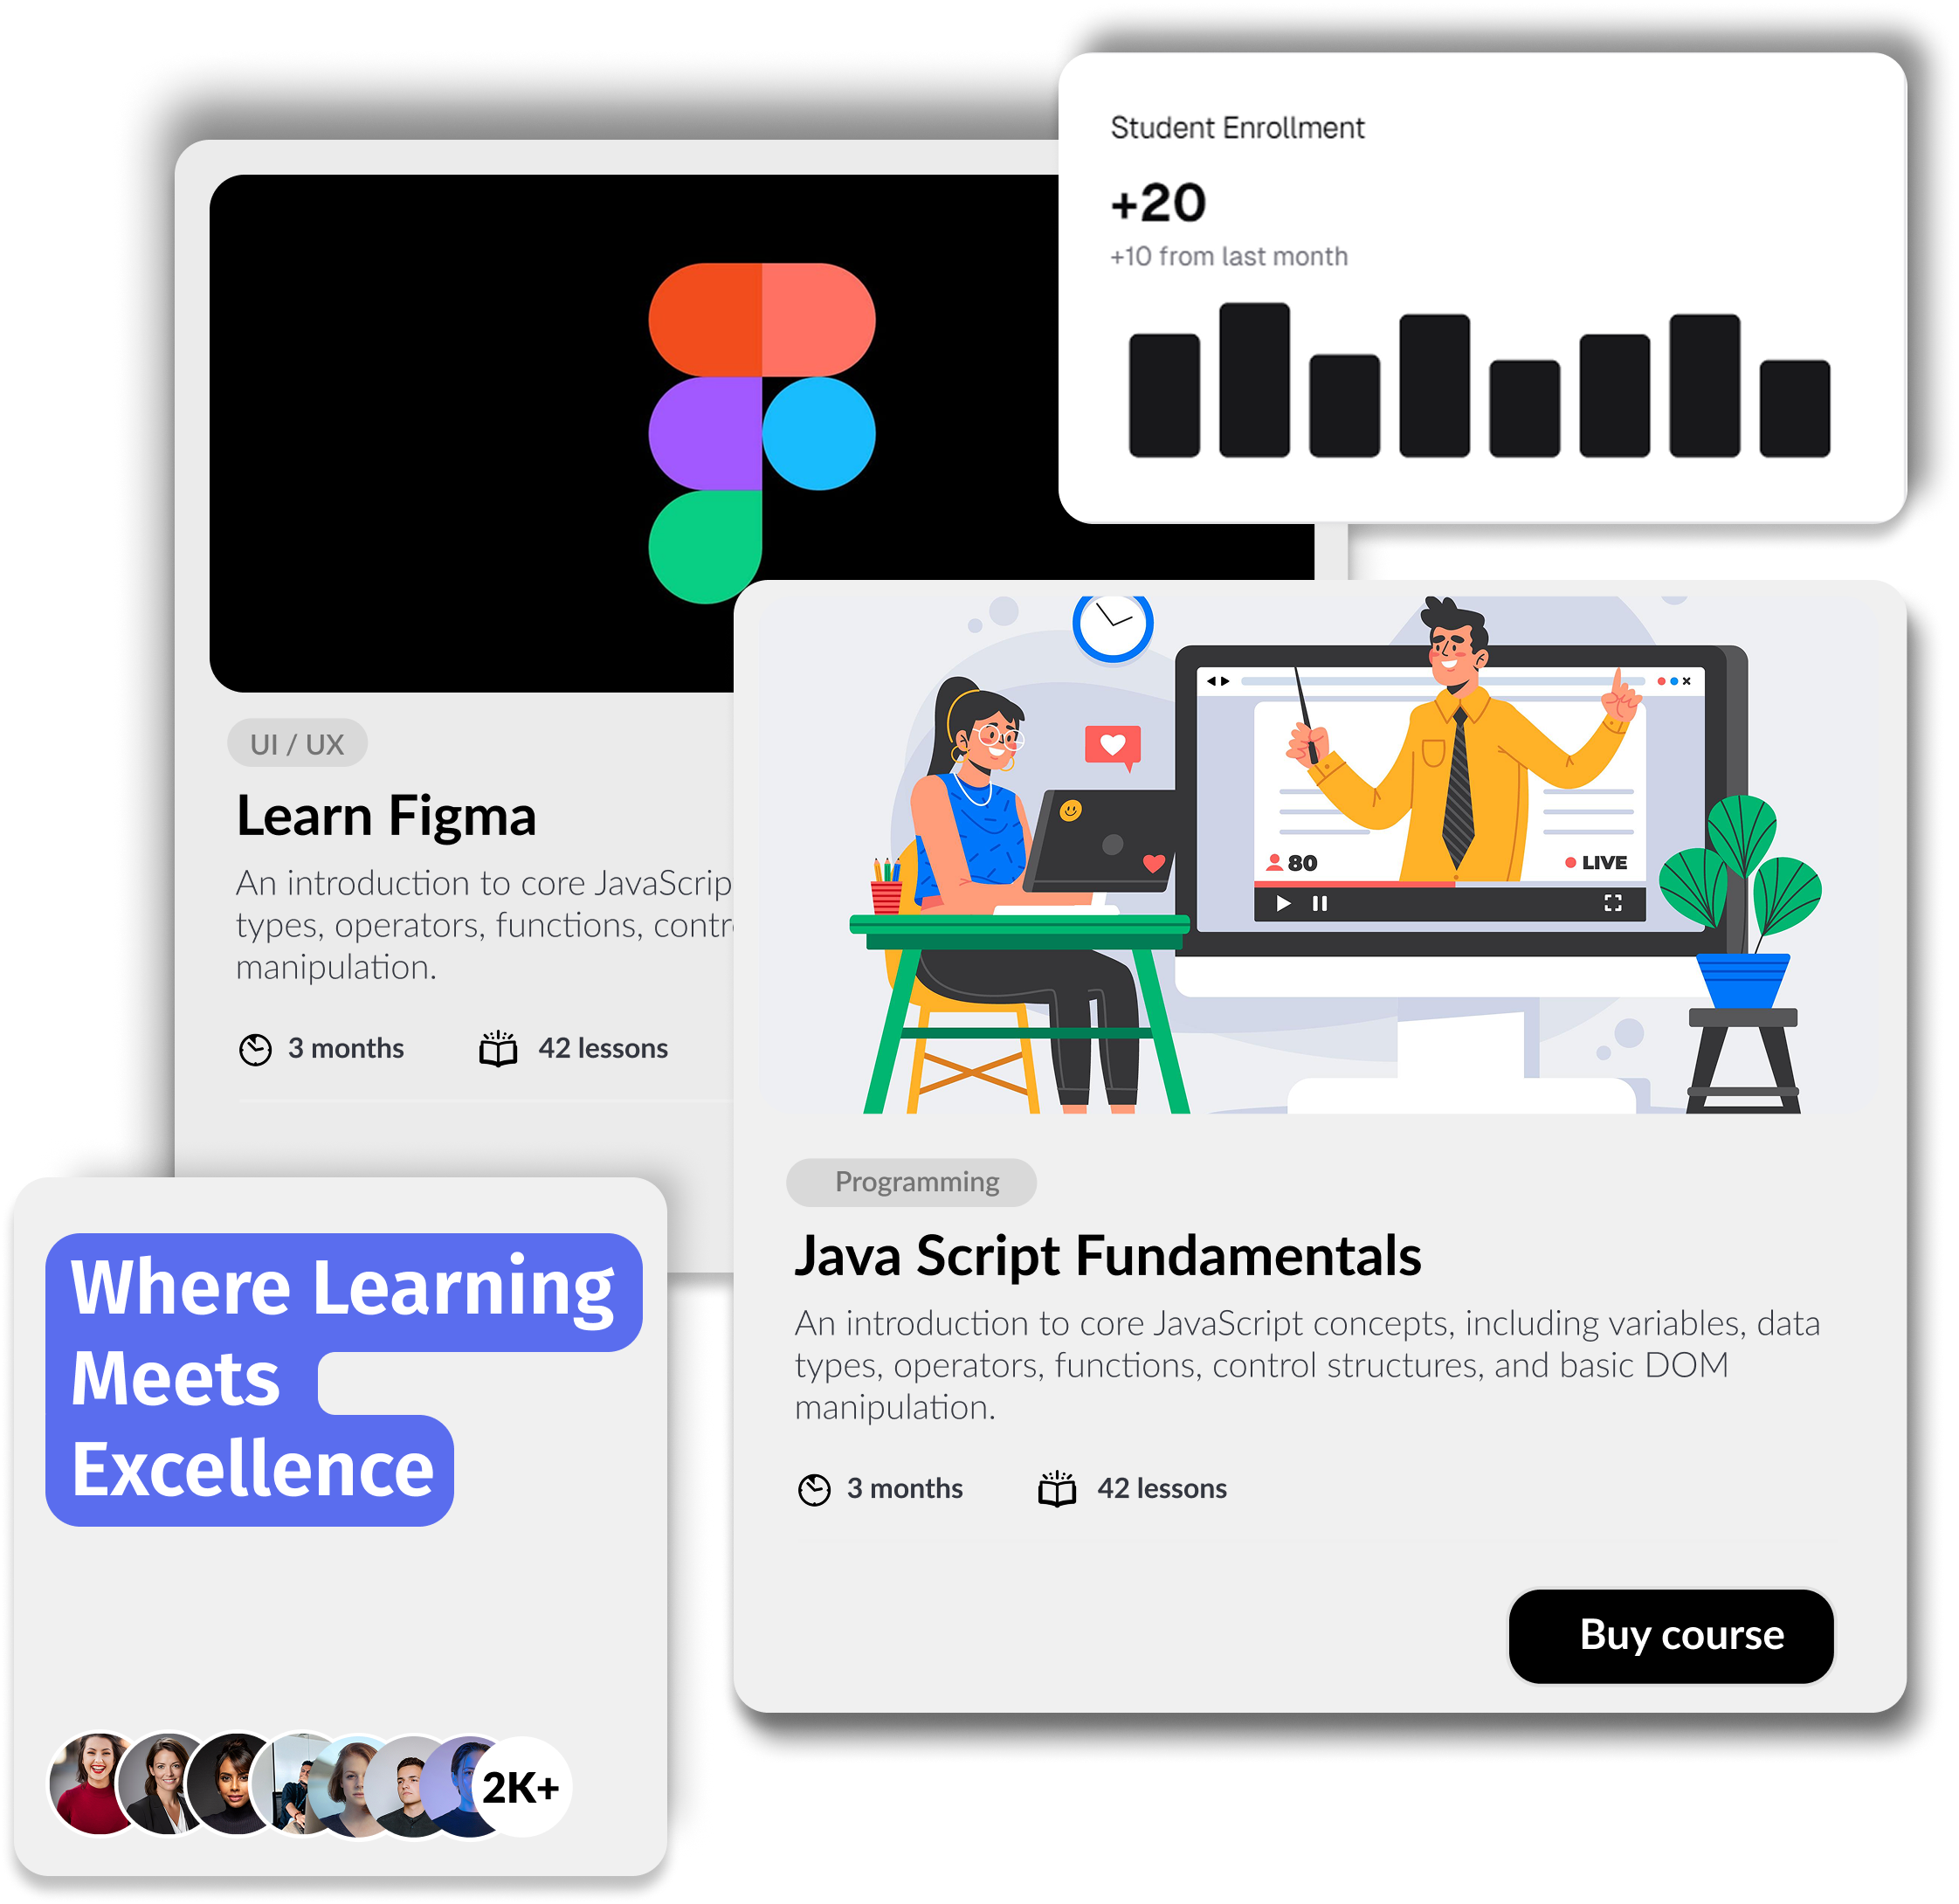 Student Enrollment
+20
+10 from last month
UI / UX
Learn Figma
An introduction to core JavaScrip
types, operators, functions, contr
manipulation.
3 months
42 lessons
80
LIVE
Programming
Java Script Fundamentals
An introduction to core JavaScript concepts, including variables, data
types, operators, functions, control structures, and basic DOM
manipulation.
3 months
42 lessons
Buy course
Where Learning
Meets
Excellence
2K+